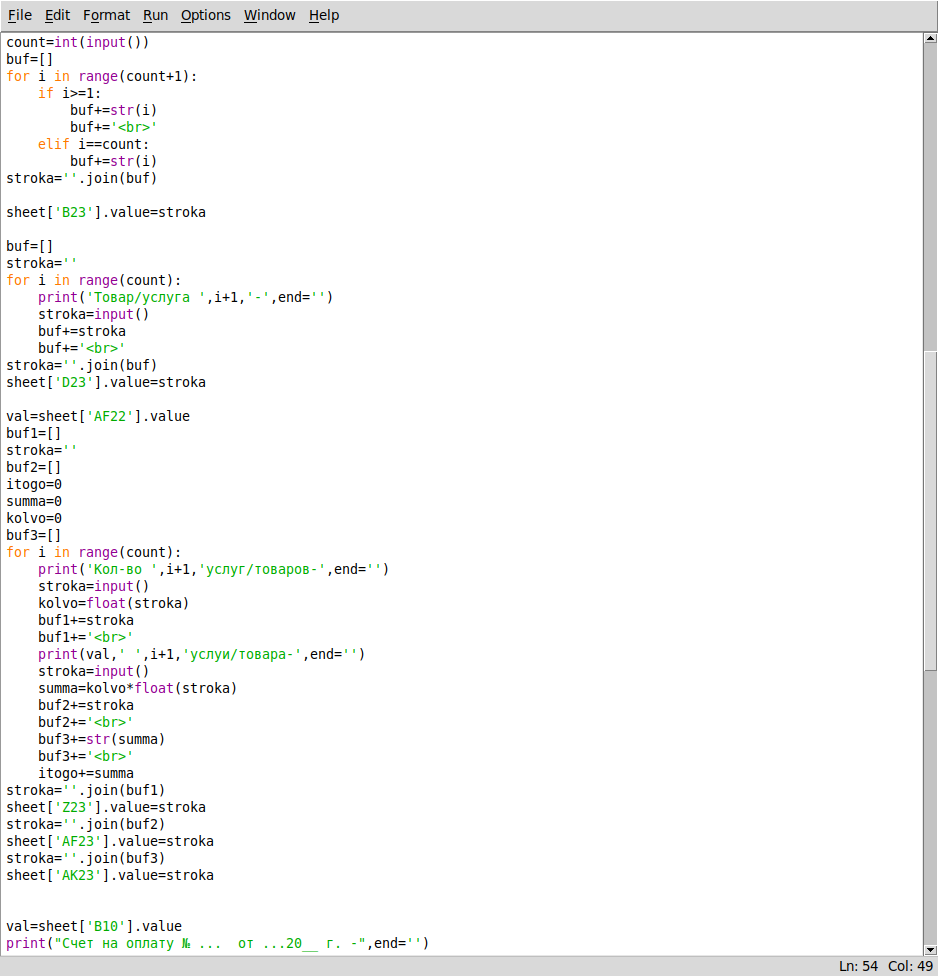 File Edit Format Run Options Window Help
count=int(input())
buf=[]
for i in range(count+1):
    if i>=1:
        buf+=str(i)
        buf+='<br>'
    elif i==count:
        buf+=str(i)
stroka=''.join(buf)

sheet['B23'].value=stroka

buf=[]
stroka=''
for i in range(count):
    print('Товар/услуга ',i+1,'-',end='')
    stroka=input()
    buf+=stroka
    buf+='<br>'
stroka=''.join(buf)
sheet['D23'].value=stroka

val=sheet['AF22'].value
buf1=[]
stroka=''
buf2=[]
itogo=0
summa=0
kolvo=0
buf3=[]
for i in range(count):
    print('Кол-во ',i+1,'услуг/товаров-',end='')
    stroka=input()
    kolvo=float(stroka)
    buf1+=stroka
    buf1+='<br>'
    print(val,' ',i+1,'услуи/товара-',end='')
    stroka=input()
    summa=kolvo*float(stroka)
    buf2+=stroka
    buf2+='<br>'
    buf3+=str(summa)
    buf3+='<br>'
    itogo+=summa
stroka=''.join(buf1)
sheet['Z23'].value=stroka
stroka=''.join(buf2)
sheet['AF23'].value=stroka
stroka=''.join(buf3)
sheet['AK23'].value=stroka


val=sheet['B10'].value
print("Счет на оплату № ...  от ...20__ г. -",end='')
Ln: 54 Col: 49